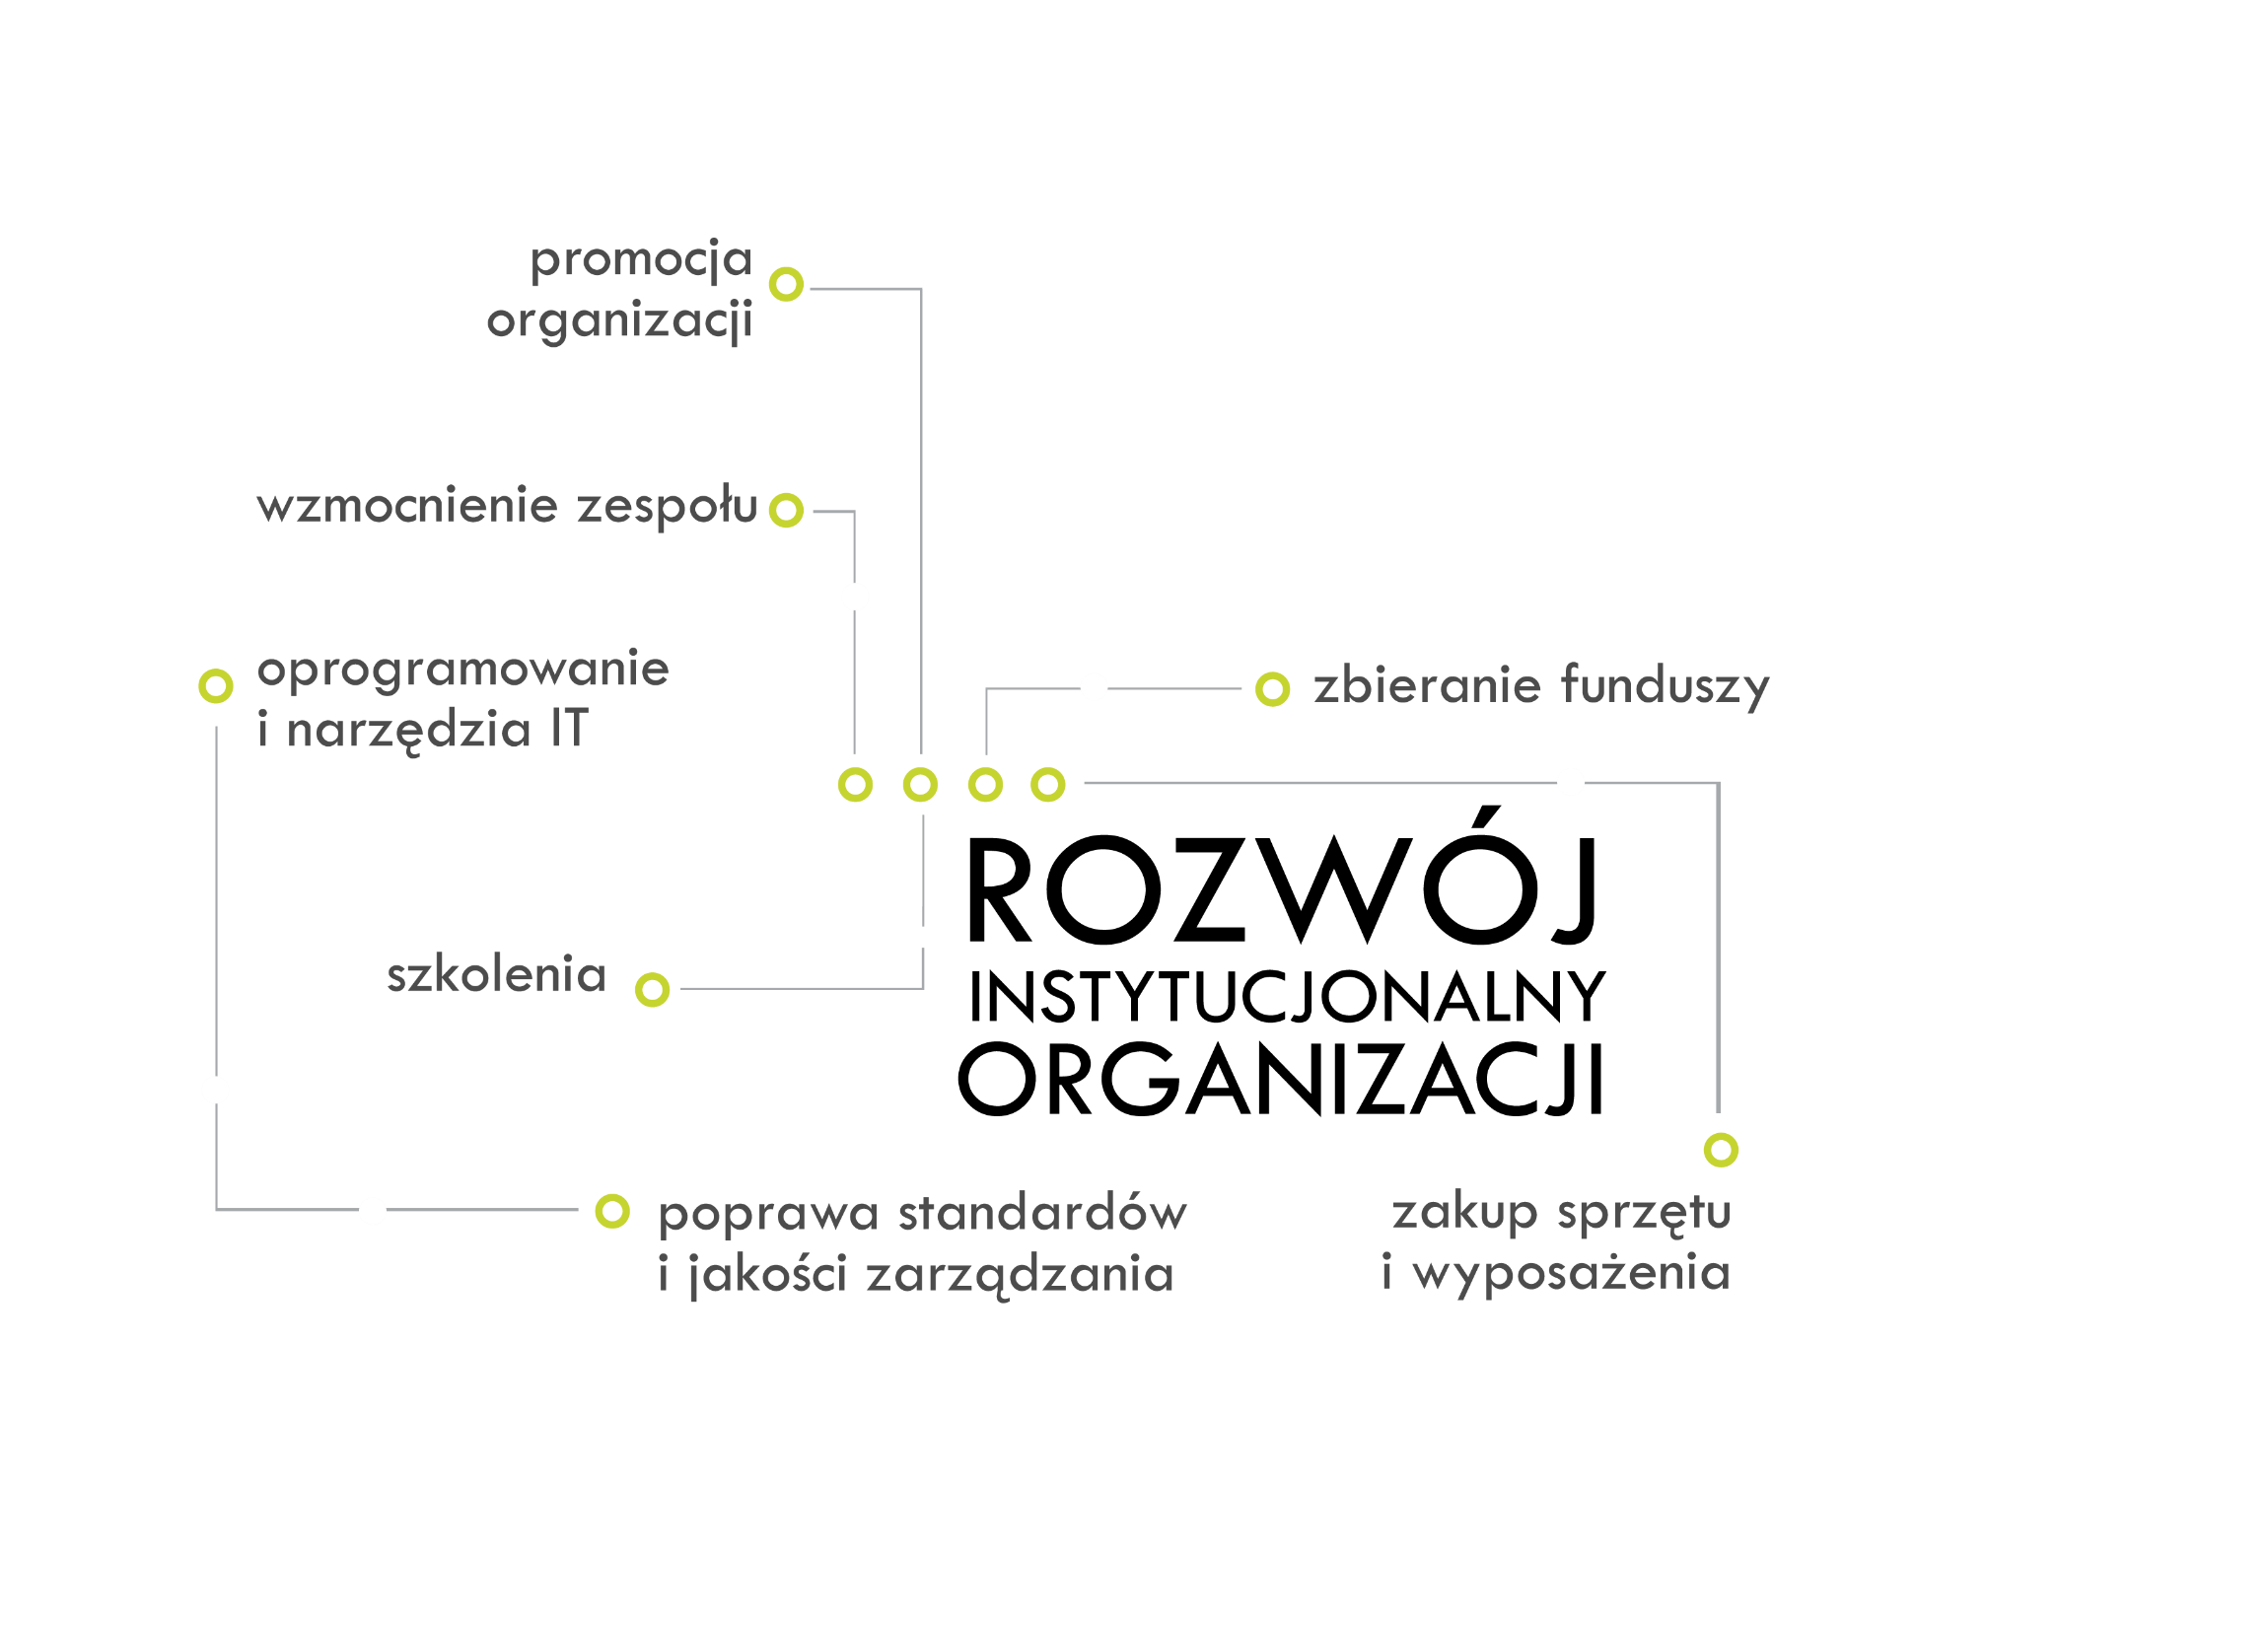 promocja
organizacji
wzmocnienie zespołu
oprogramowanie
i narzędzia IT
zbieranie funduszy
ROZWÓJ
INSTYTUCJONALNY
ORGANIZACJI
szkolenia
poprawa standardów
i jakości zarządzania
zakup sprzętu
i wyposażenia